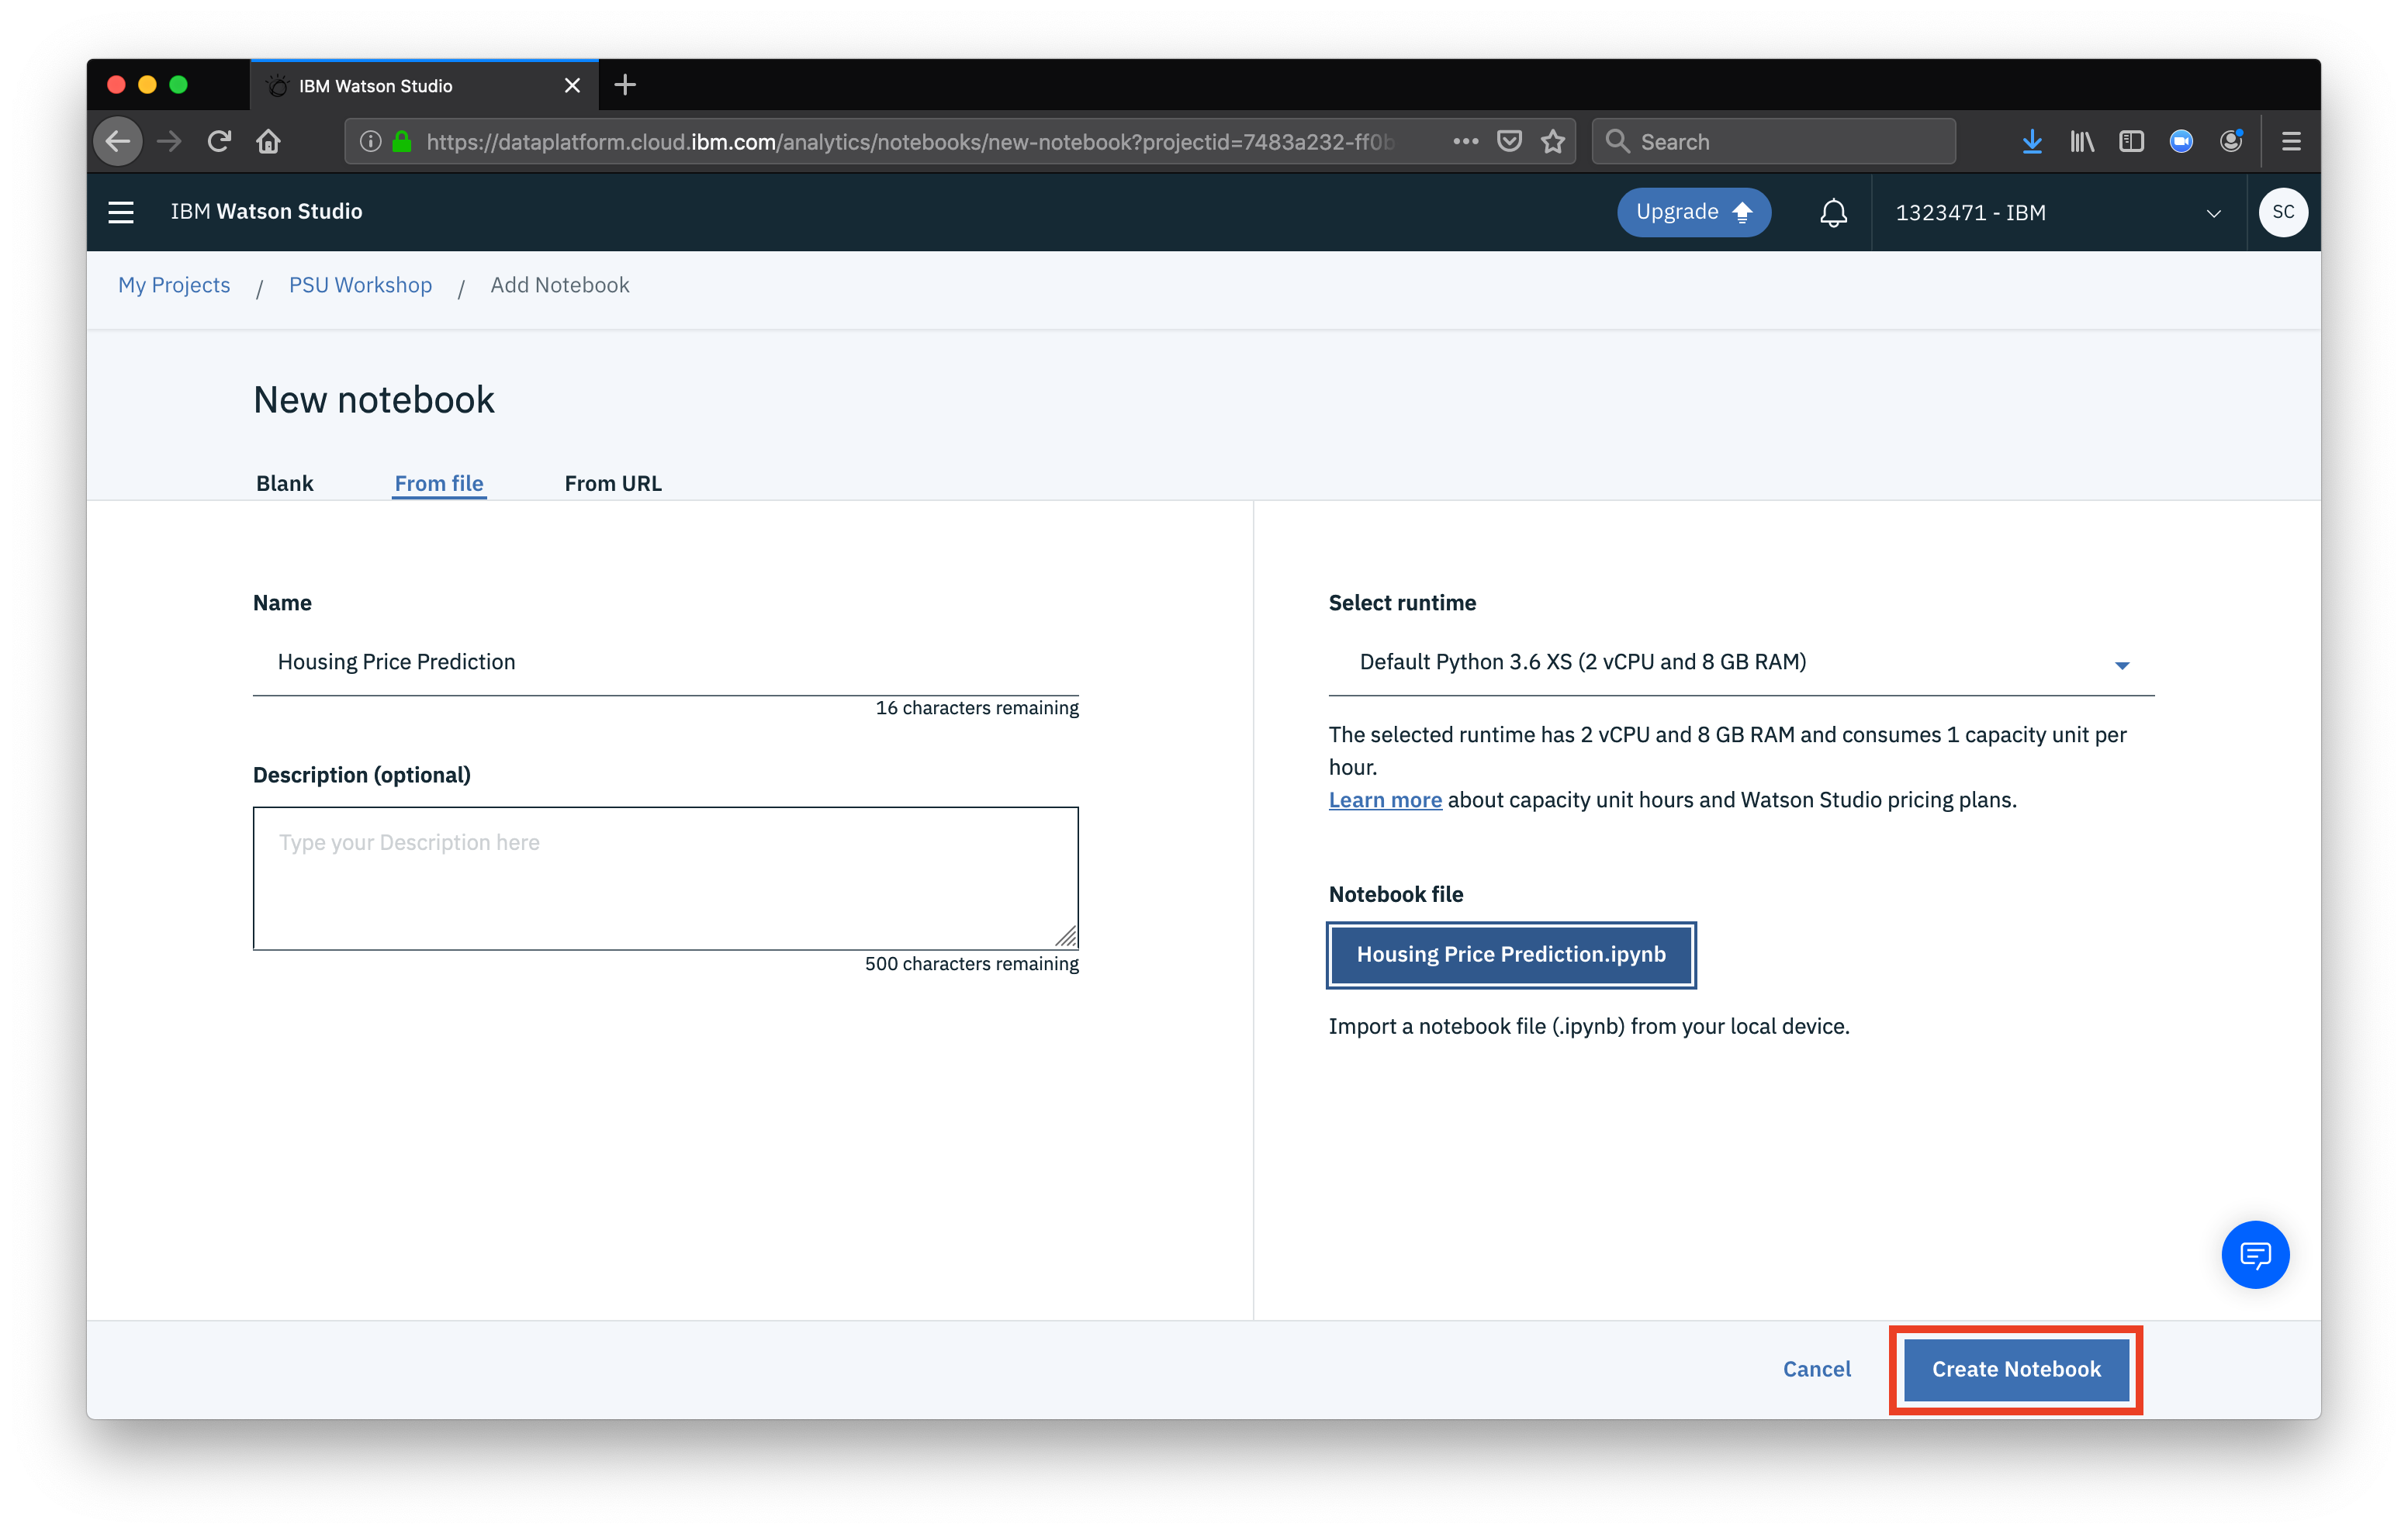 IBM Watson Studio
https://dataplatform.cloud.ibm.com/analytics/notebooks/new-notebook?projectid=7483a232-ff0b
Search
IBM Watson Studio
Upgrade
1323471 - IBM
SC
My Projects / PSU Workshop / Add Notebook
New notebook
Blank
From file
From URL
Name
Housing Price Prediction
16 characters remaining
Description (optional)
Type your Description here
500 characters remaining
Select runtime
Default Python 3.6 XS (2 vCPU and 8 GB RAM)
The selected runtime has 2 vCPU and 8 GB RAM and consumes 1 capacity unit per
hour.
Learn more about capacity unit hours and Watson Studio pricing plans.
Notebook file
Housing Price Prediction.ipynb
Import a notebook file (.ipynb) from your local device.
Cancel
Create Notebook